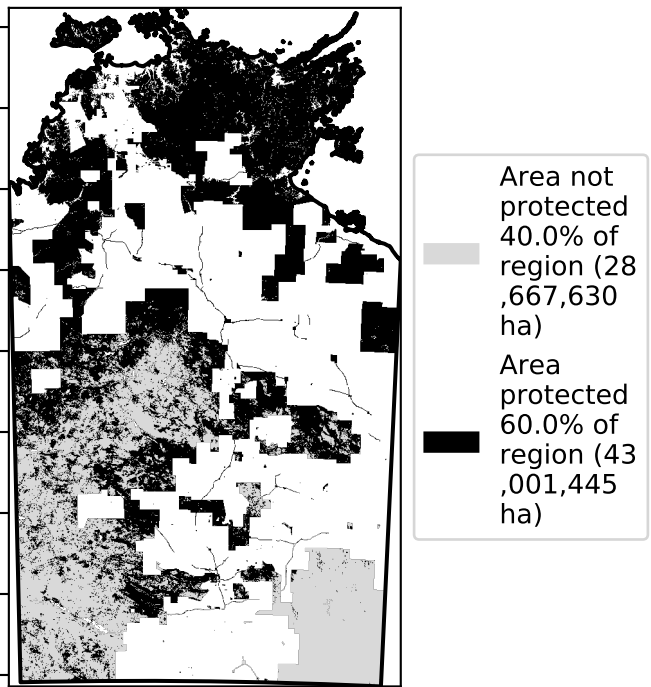 Area not
protected
40.0% of
region (28
,667,630
ha)
Area
protected
60.0% of
region (43
,001,445
ha)